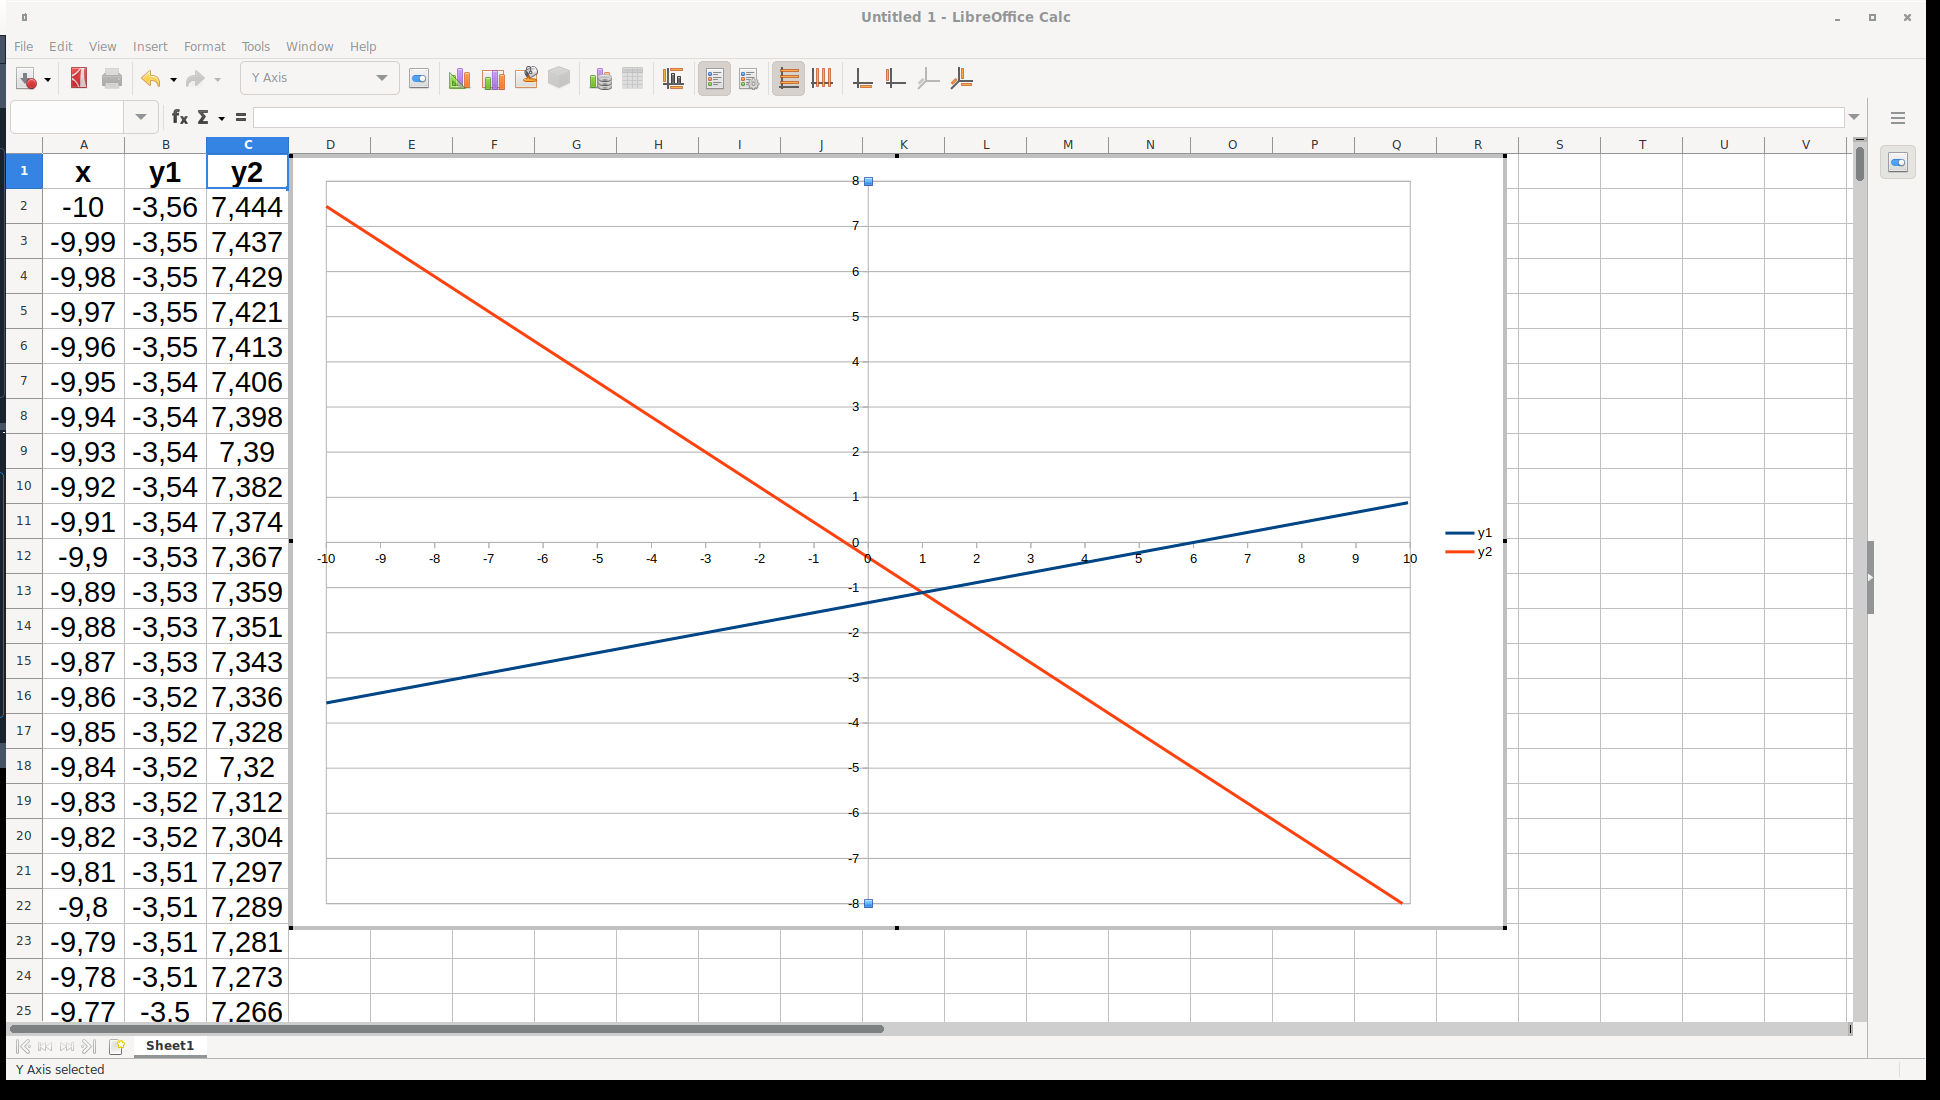 Untitled 1 - LibreOffice Calc
File Edit View Insert Format Tools Window Help
Y Axis
fx Σ =
A B C D E F G H I J K L M N O P Q R S T U V
1 x y1 y2
2 -10 -3,56 7,444
3 -9,99 -3,55 7,437
4 -9,98 -3,55 7,429
5 -9,97 -3,55 7,421
6 -9,96 -3,55 7,413
7 -9,95 -3,54 7,406
8 -9,94 -3,54 7,398
9 -9,93 -3,54 7,39
10 -9,92 -3,54 7,382
11 -9,91 -3,54 7,374
12 -9,9 -3,53 7,367
13 -9,89 -3,53 7,359
14 -9,88 -3,53 7,351
15 -9,87 -3,53 7,343
16 -9,86 -3,52 7,336
17 -9,85 -3,52 7,328
18 -9,84 -3,52 7,32
19 -9,83 -3,52 7,312
20 -9,82 -3,52 7,304
21 -9,81 -3,51 7,297
22 -9,8 -3,51 7,289
23 -9,79 -3,51 7,281
24 -9,78 -3,51 7,273
25 -9,77 -3,5 7,266
8
7
6
5
4
3
2
1
0
-10 -9 -8 -7 -6 -5 -4 -3 -2 -1 0 1 2 3 4 5 6 7 8 9 10
-1
-2
-3
-4
-5
-6
-7
-8
y1
y2
Sheet1
Y Axis selected